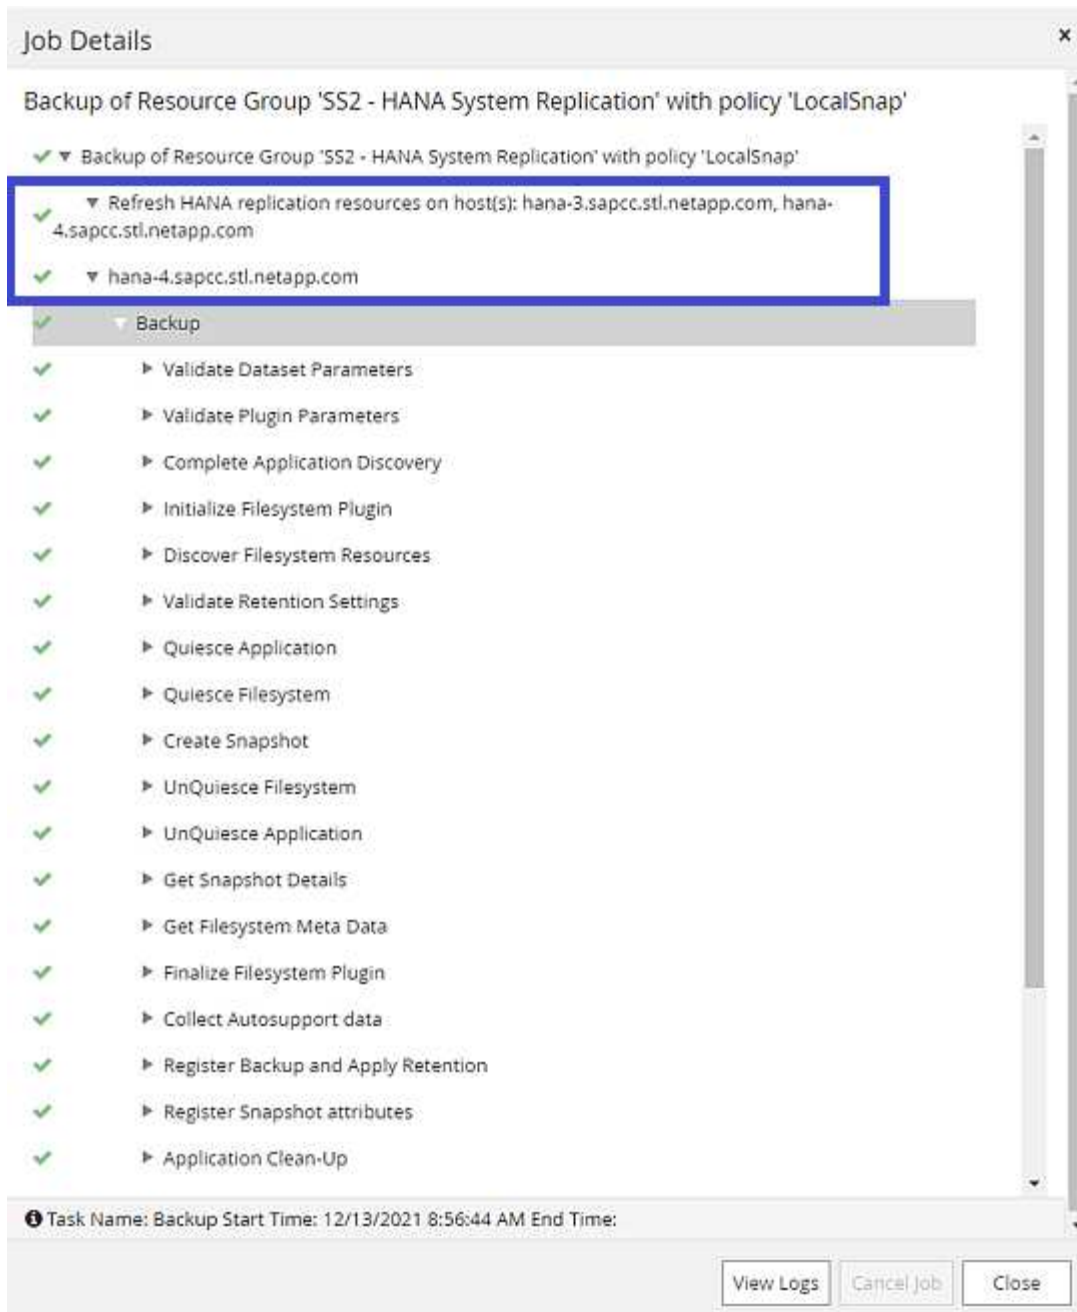 Job Details
×
Backup of Resource Group 'SS2 - HANA System Replication' with policy 'LocalSnap'
Backup of Resource Group 'SS2 - HANA System Replication' with policy 'LocalSnap'
Refresh HANA replication resources on host(s): hana-3.sapcc.stl.netapp.com, hana-
4.sapcc.stl.netapp.com
hana-4.sapcc.stl.netapp.com
Backup
Validate Dataset Parameters
Validate Plugin Parameters
Complete Application Discovery
Initialize Filesystem Plugin
Discover Filesystem Resources
Validate Retention Settings
Quiesce Application
Quiesce Filesystem
Create Snapshot
UnQuiesce Filesystem
UnQuiesce Application
Get Snapshot Details
Get Filesystem Meta Data
Finalize Filesystem Plugin
Collect Autosupport data
Register Backup and Apply Retention
Register Snapshot attributes
Application Clean-Up
Task Name: Backup Start Time: 12/13/2021 8:56:44 AM End Time:
View Logs Cancel Job Close